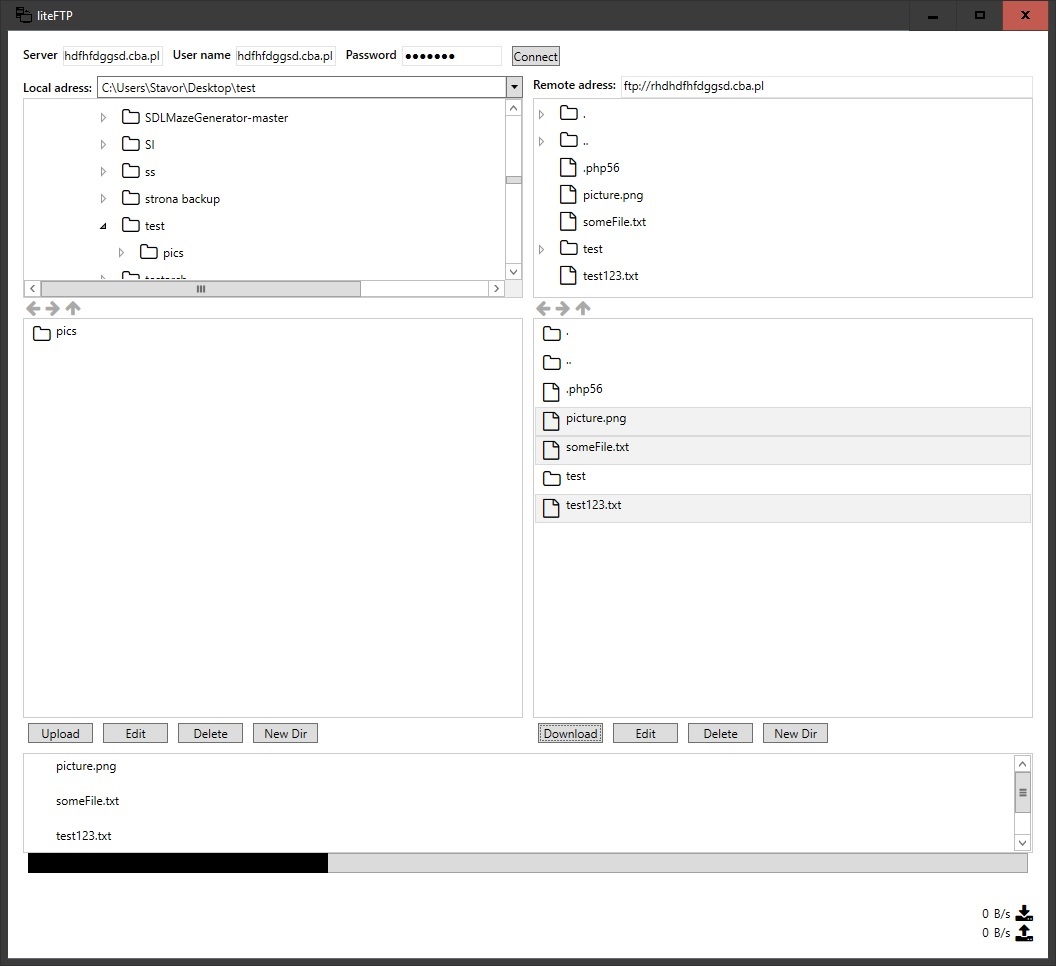 liteFTP
Server hdfhfdggsd.cba.pl User name hdfhfdggsd.cba.pl Password ●●●●●●● Connect
Local adress: C:\Users\Stavor\Desktop\test
SDLMazeGenerator-master
SI
ss
strona backup
test
pics
Remote adress: ftp://rhdhdfhfdggsd.cba.pl
.
..
.php56
picture.png
someFile.txt
test
test123.txt
pics
.
..
.php56
picture.png
someFile.txt
test
test123.txt
Upload Edit Delete New Dir
Download Edit Delete New Dir
picture.png
someFile.txt
test123.txt
0 B/s
0 B/s